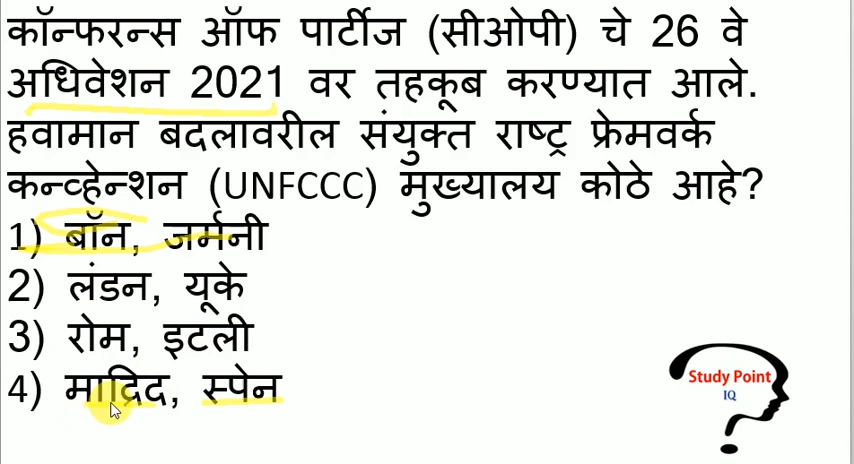 कॉन्फरन्स ऑफ पार्टीज (सीओपी) चे 26 वे
अधिवेशन 2021 वर तहकूब करण्यात आले.
हवामान बदलावरील संयुक्त राष्ट्र फ्रेमवर्क
कन्व्हेन्शन (UNFCCC) मुख्यालय कोठे आहे?
1) बॉन, जर्मनी
2) लंडन, यूके
3) रोम, इटली
4) माद्रिद, स्पेन
Study Point
IQ